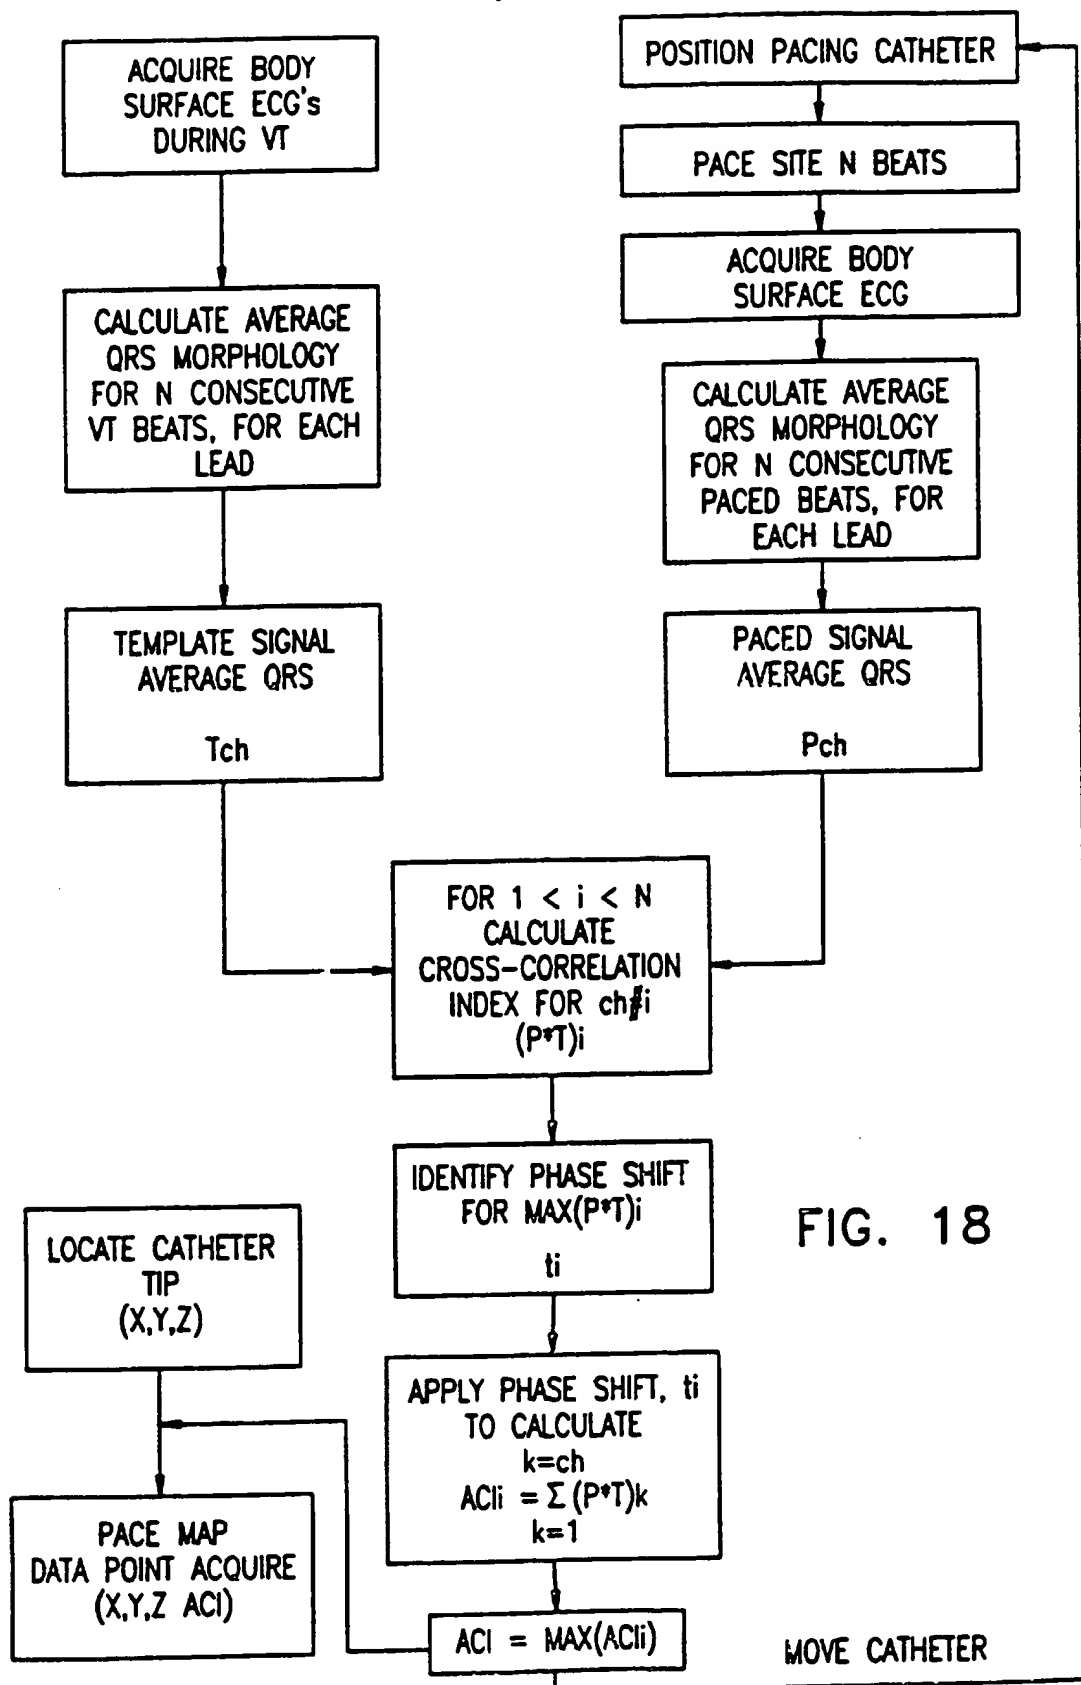 ACQUIRE BODY
SURFACE ECG's
DURING VT
CALCULATE AVERAGE
QRS MORPHOLOGY
FOR N CONSECUTIVE
VT BEATS, FOR EACH
LEAD
TEMPLATE SIGNAL
AVERAGE QRS
Tch
POSITION PACING CATHETER
PACE SITE N BEATS
ACQUIRE BODY
SURFACE ECG
CALCULATE AVERAGE
QRS MORPHOLOGY
FOR N CONSECUTIVE
PACED BEATS, FOR
EACH LEAD
PACED SIGNAL
AVERAGE QRS
Pch
FOR 1 < i < N
CALCULATE
CROSS-CORRELATION
INDEX FOR ch#i
(P*T)i
IDENTIFY PHASE SHIFT
FOR MAX(P*T)i
ti
FIG. 18
LOCATE CATHETER
TIP
(X,Y,Z)
APPLY PHASE SHIFT, ti
TO CALCULATE
k=ch
ACIi = Σ (P*T)k
k=1
PACE MAP
DATA POINT ACQUIRE
(X,Y,Z ACI)
ACI = MAX(ACIi)
MOVE CATHETER